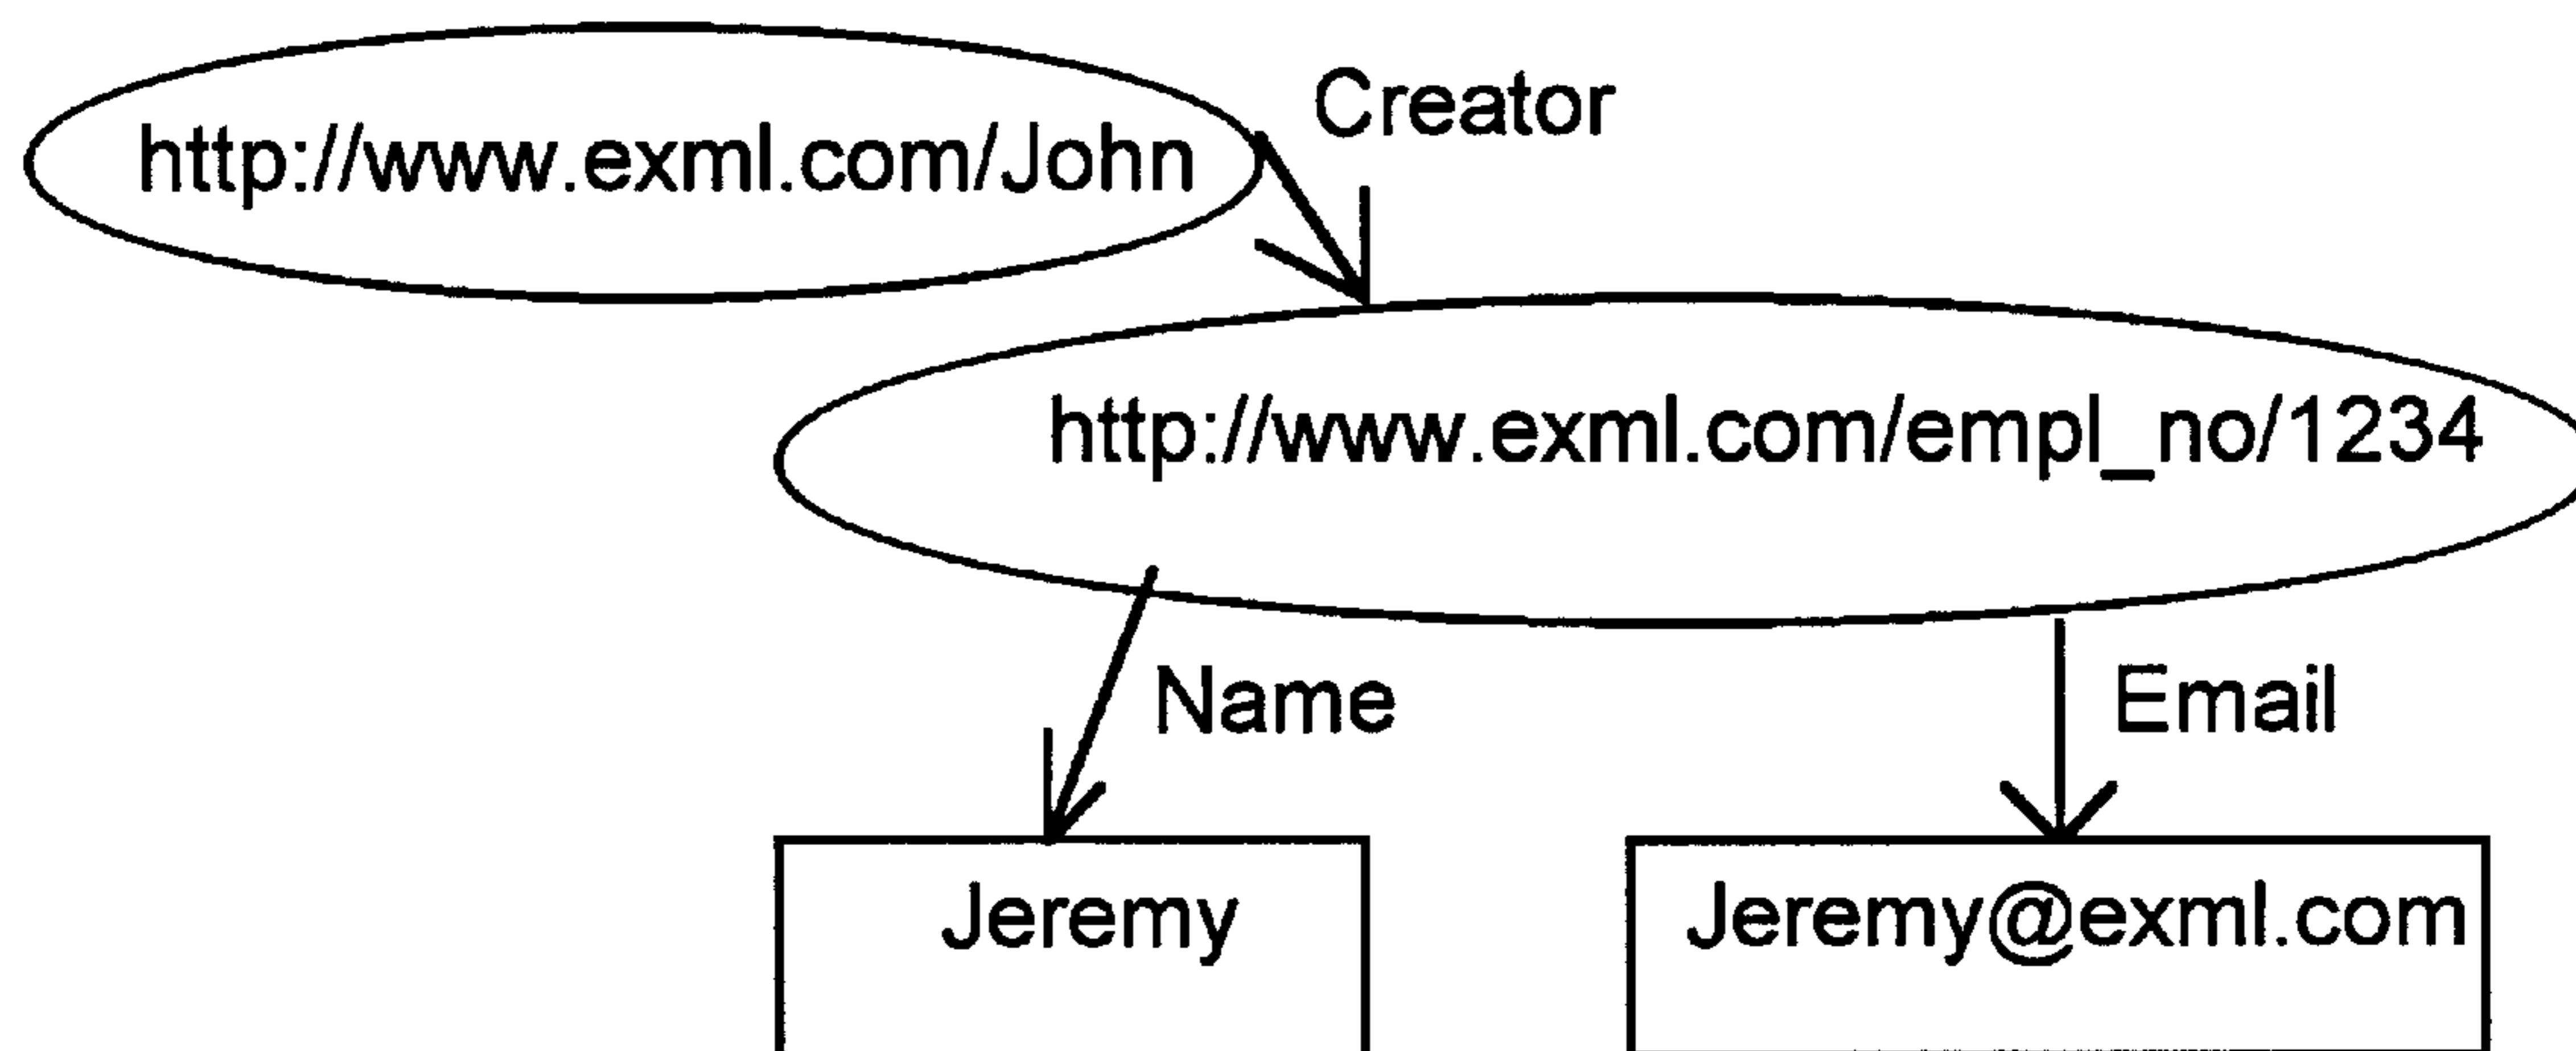 Creator
http://www.exml.com/John
http://www.exml.com/empl_no/1234
Name
Email
Jeremy
Jeremy@exml.com